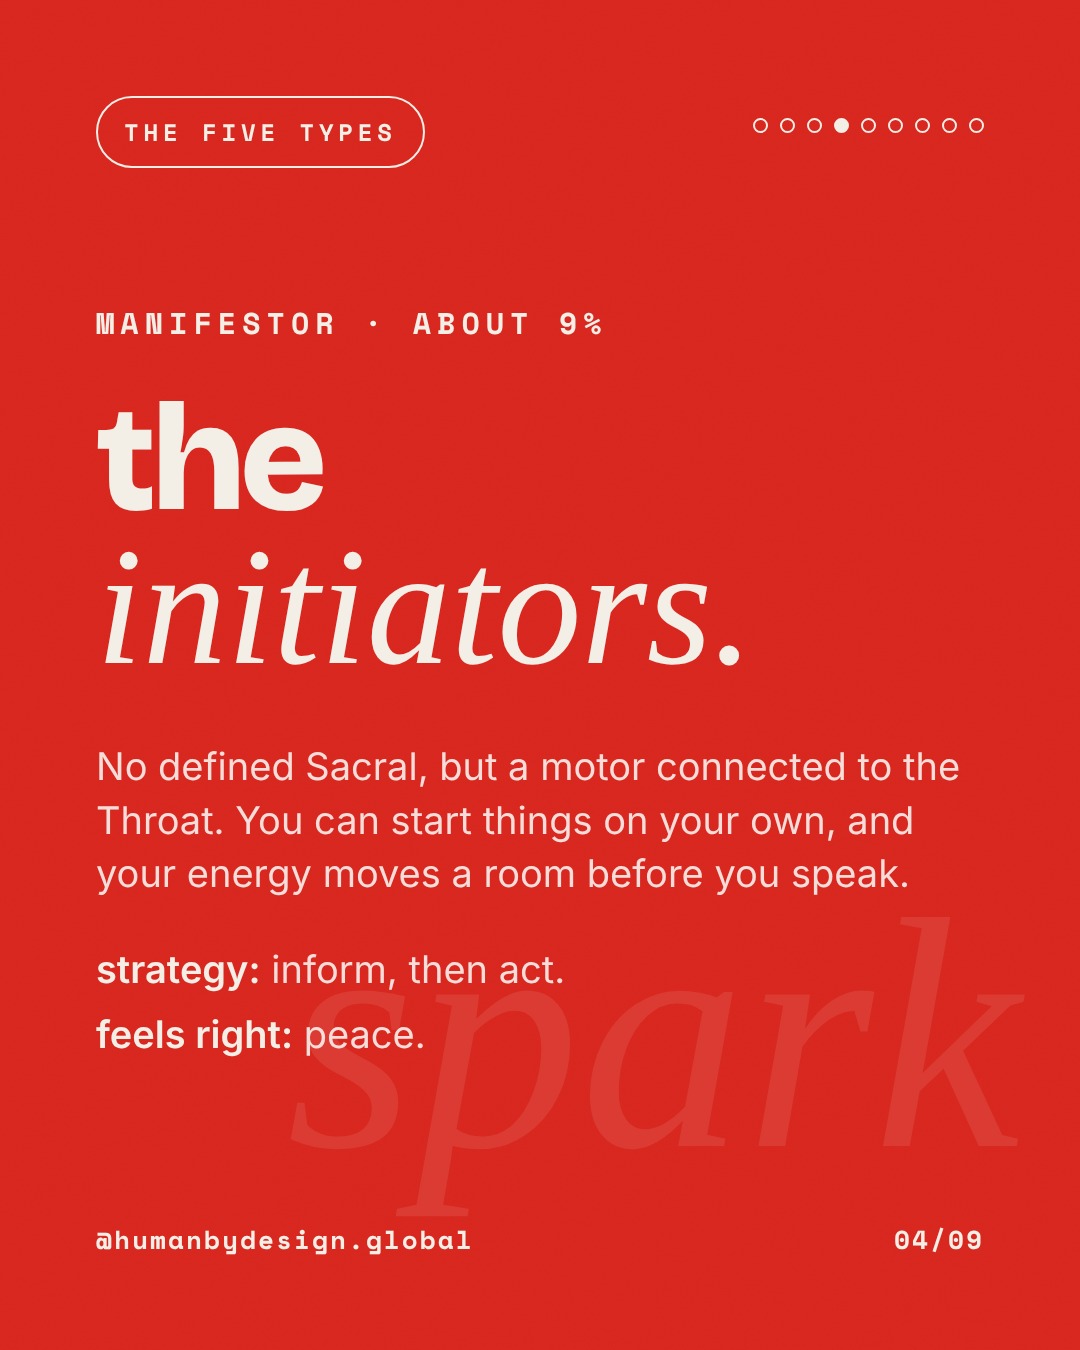 THE FIVE TYPES
MANIFESTOR · ABOUT 9%
the
initiators.
No defined Sacral, but a motor connected to the
Throat. You can start things on your own, and
your energy moves a room before you speak.
strategy: inform, then act.
feels right: peace.
spark
@humanbydesign.global
04/09